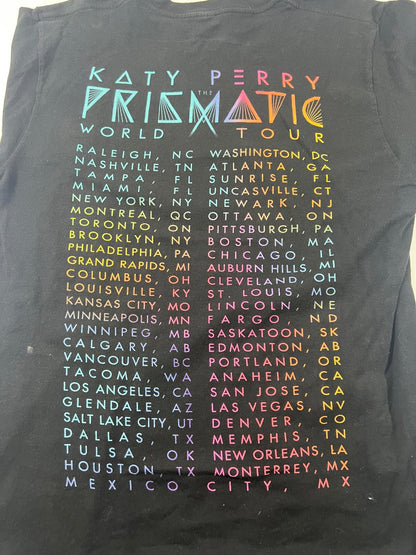 KATY PERRY
THE
PRISMATIC
WORLD TOUR
RALEIGH, NC WASHINGTON, DC
NASHVILLE, TN ATLANTA, GA
TAMPA, FL SUNRISE, FL
MIAMI, FL UNCASVILLE, CT
NEW YORK, NY NEWARK, NJ
MONTREAL, QC OTTAWA, ON
TORONTO, ON PITTSBURGH, PA
BROOKLYN, NY BOSTON, MA
PHILADELPHIA, PA CHICAGO, IL
GRAND RAPIDS, MI AUBURN HILLS, MI
COLUMBUS, OH CLEVELAND, OH
LOUISVILLE, KY ST. LOUIS, MO
KANSAS CITY, MO LINCOLN, NE
MINNEAPOLIS, MN FARGO, ND
WINNIPEG, MB SASKATOON, SK
CALGARY, AB EDMONTON, AB
VANCOUVER, BC PORTLAND, OR
TACOMA, WA ANAHEIM, CA
LOS ANGELES, CA SAN JOSE, CA
GLENDALE, AZ LAS VEGAS, NV
SALT LAKE CITY, UT DENVER, CO
DALLAS, TX MEMPHIS, TN
TULSA, OK NEW ORLEANS, LA
HOUSTON, TX MONTERREY, MX
MEXICO CITY, MX